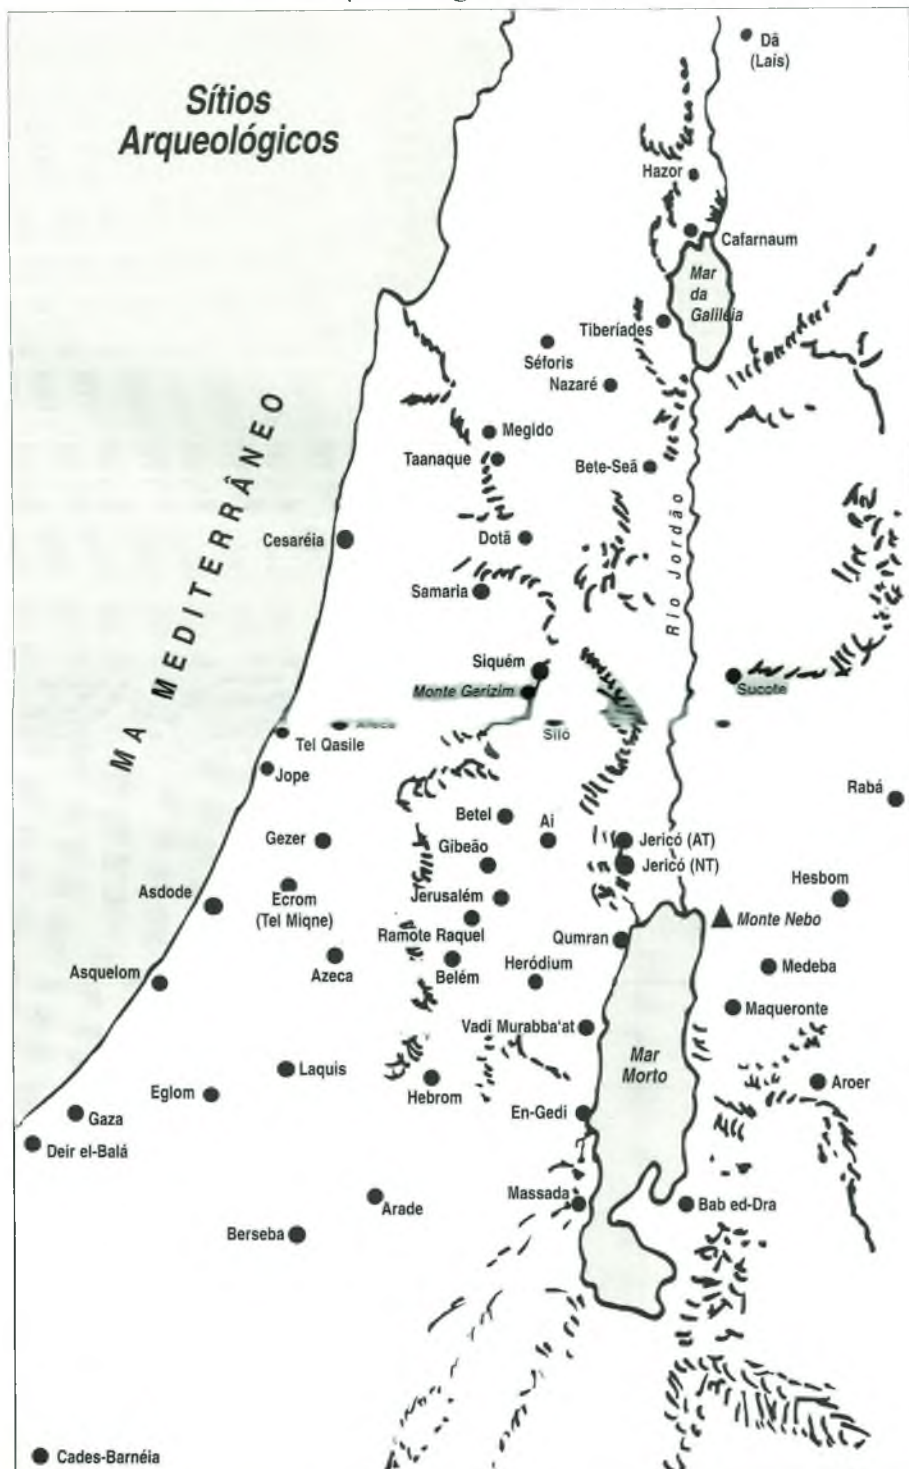 Sítios
Arqueológicos
Dã
(Laís)
Hazor
Cafarnaum
Mar
da
Galiléia
Tiberíades
Séforis
Nazaré
MA MEDITERRÂNEO
Megido
Taanaque
Bete-Seã
Rio Jordão
Cesaréia
Dotã
Samaria
Siquém
Monte Gerizim
Sucote
Siló
Tel Qasile
Jope
Rabá
Betel
Ai
Gezer
Jericó (AT)
Gibeão
Jericó (NT)
Hesbom
Asdode
Ecrom
(Tel Miqne)
Jerusalém
Monte Nebo
Ramote Raquel
Qumran
Asquelom
Azeca
Belém
Heródium
Medeba
Maqueronte
Vadi Murabba‘at
Mar
Morto
Laquis
Aroer
Eglom
Hebrom
Gaza
En-Gedi
Deir el-Balá
Massada
Bab ed-Dra
Arade
Berseba
Cades-Barnéia